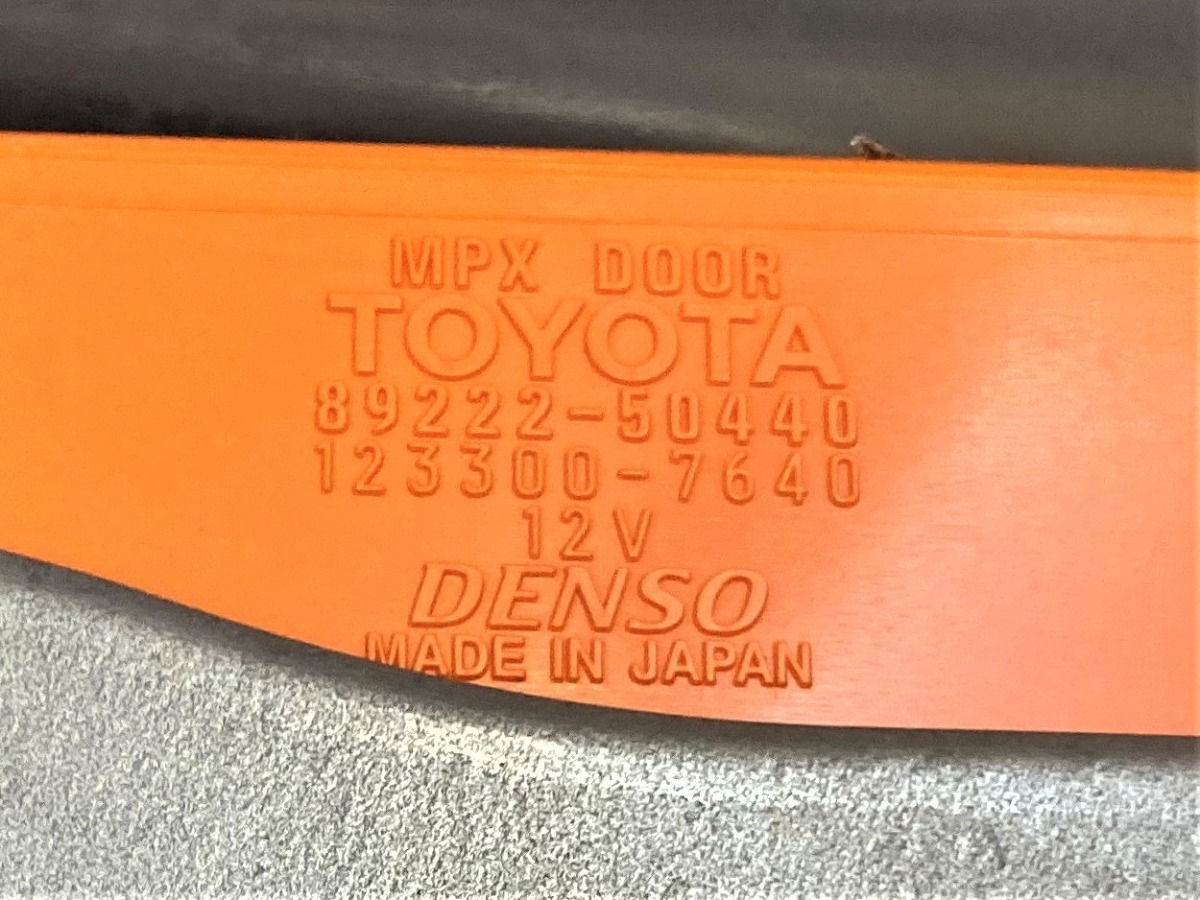 MPX DOOR
TOYOTA
89222-50440
123300-7640
12V
DENSO
MADE IN JAPAN